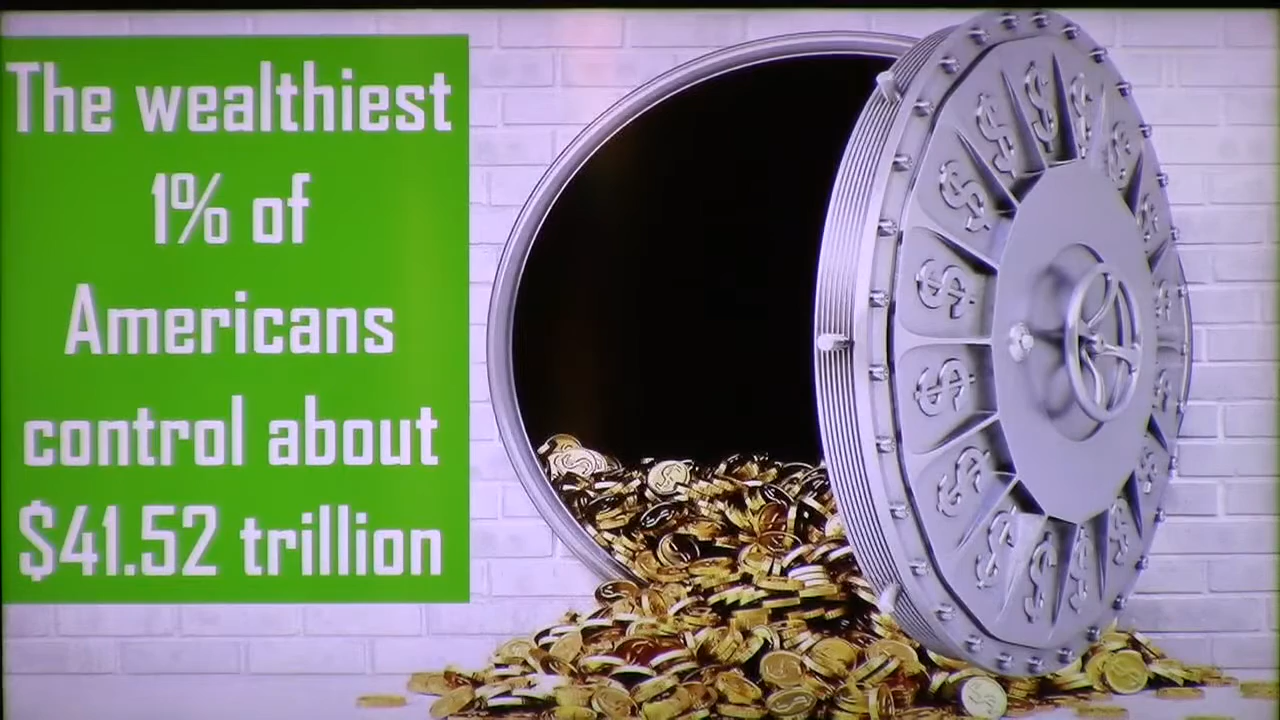 The wealthiest
1% of
Americans
control about
$41.52 trillion